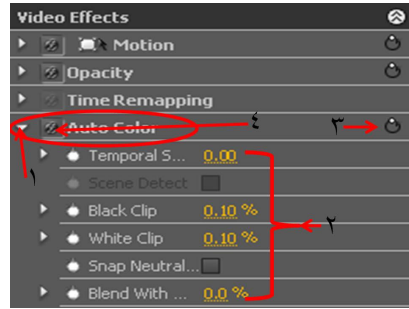 Video Effects
Motion
Opacity
Time Remapping
Auto Color ٤ ٣
١ Temporal S... 0.00
Scene Detect
Black Clip 0.10 % ٢
White Clip 0.10 %
Snap Neutral...
Blend With ... 0.0 %